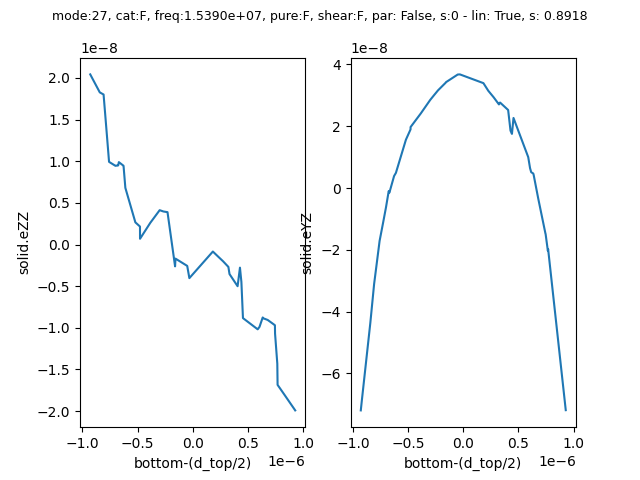 mode:27, cat:F, freq:1.5390e+07, pure:F, shear:F, par: False, s:0 - lin: True, s: 0.8918
1e−8
2.0
1.5
1.0
0.5
0.0
−0.5
−1.0
−1.5
−2.0
solid.eZZ
−1.0
−0.5
0.0
0.5
1.0
bottom-(d_top/2)
1e−6
1e−8
4
2
0
−2
−4
−6
solid.eYZ
−1.0
−0.5
0.0
0.5
1.0
bottom-(d_top/2)
1e−6